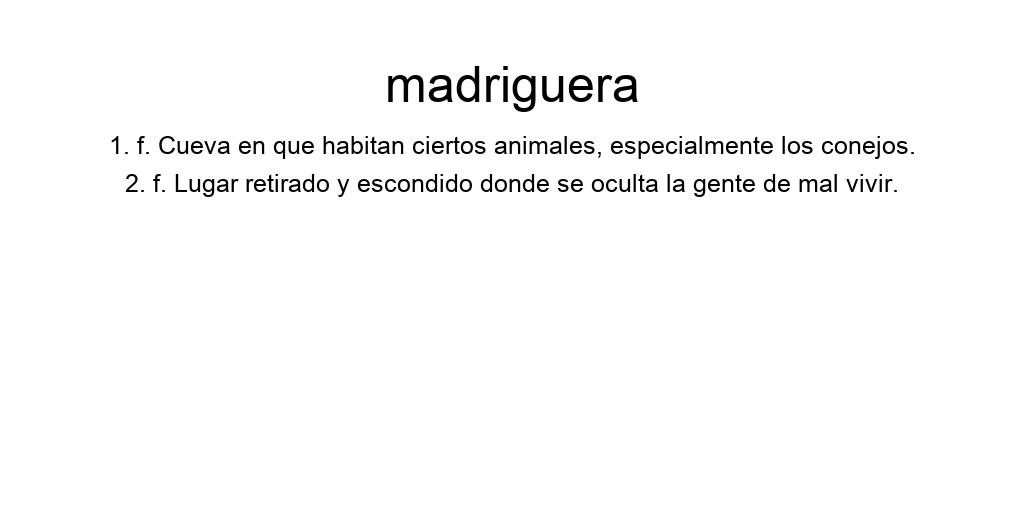 madriguera
1. f. Cueva en que habitan ciertos animales, especialmente los conejos.
2. f. Lugar retirado y escondido donde se oculta la gente de mal vivir.